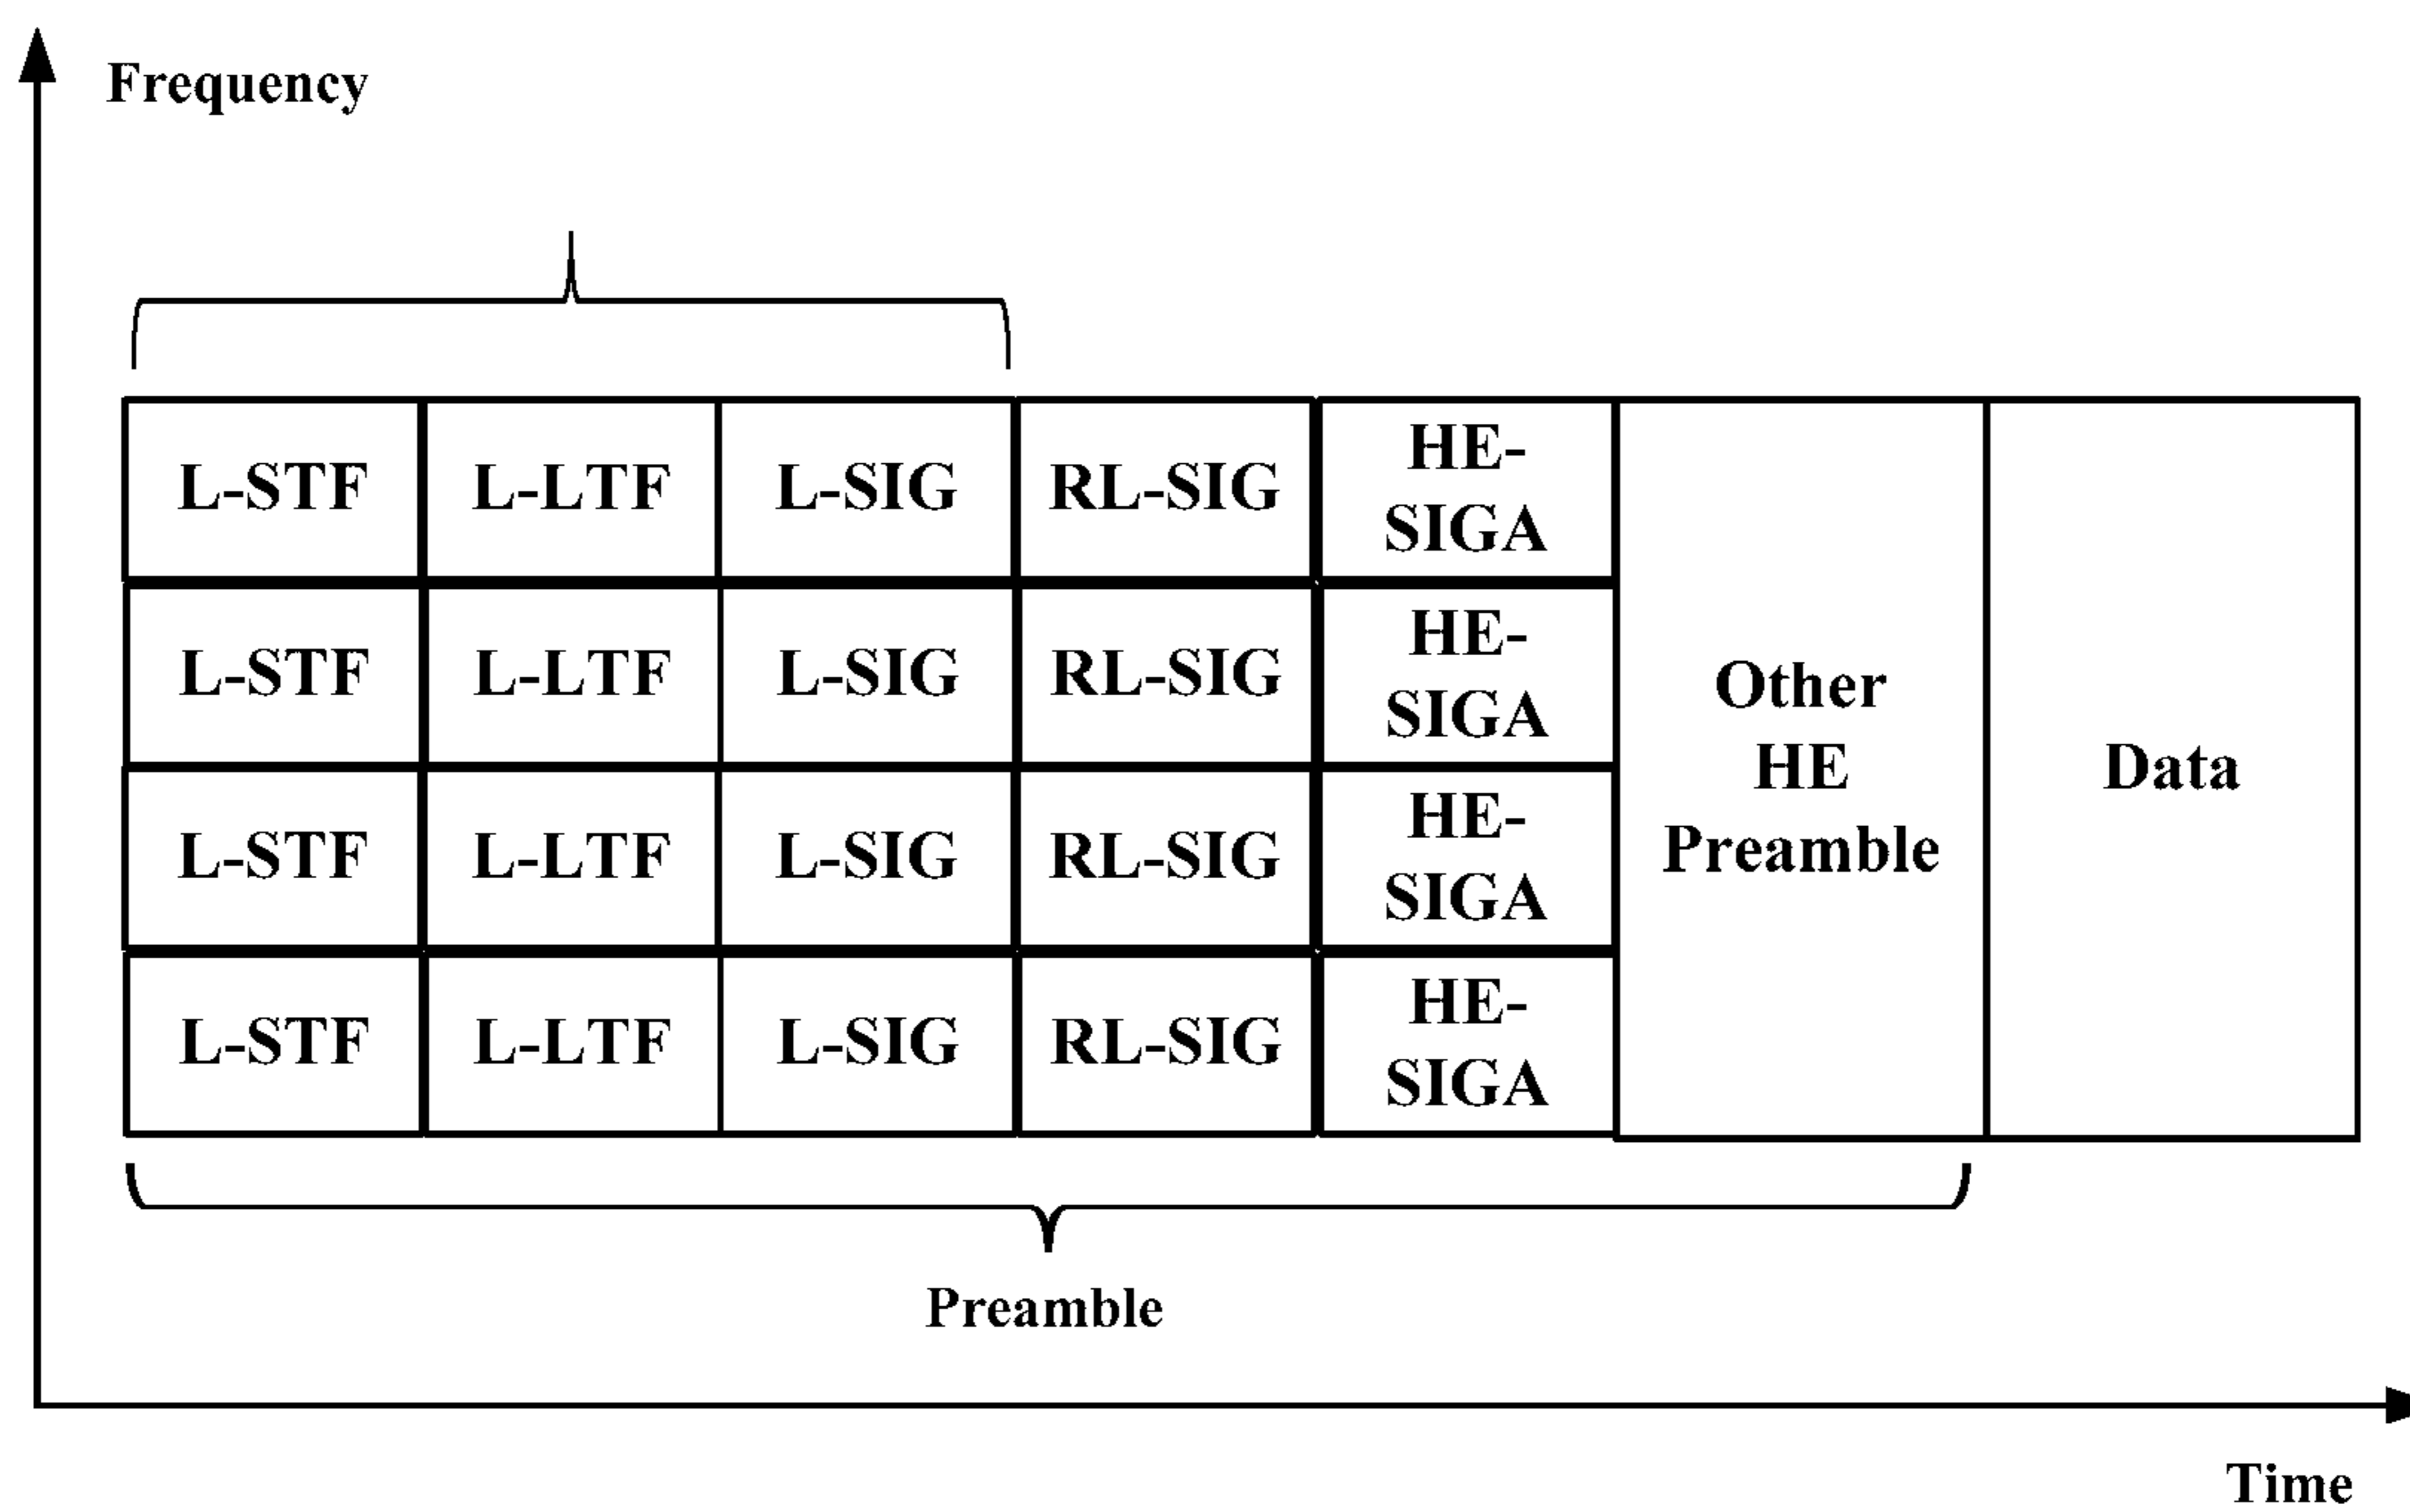 Frequency
L-STF L-LTF L-SIG RL-SIG HE-
SIGA
L-STF L-LTF L-SIG RL-SIG HE-
SIGA
L-STF L-LTF L-SIG RL-SIG HE-
SIGA
L-STF L-LTF L-SIG RL-SIG HE-
SIGA
Other
HE
Preamble
Data
Preamble
Time